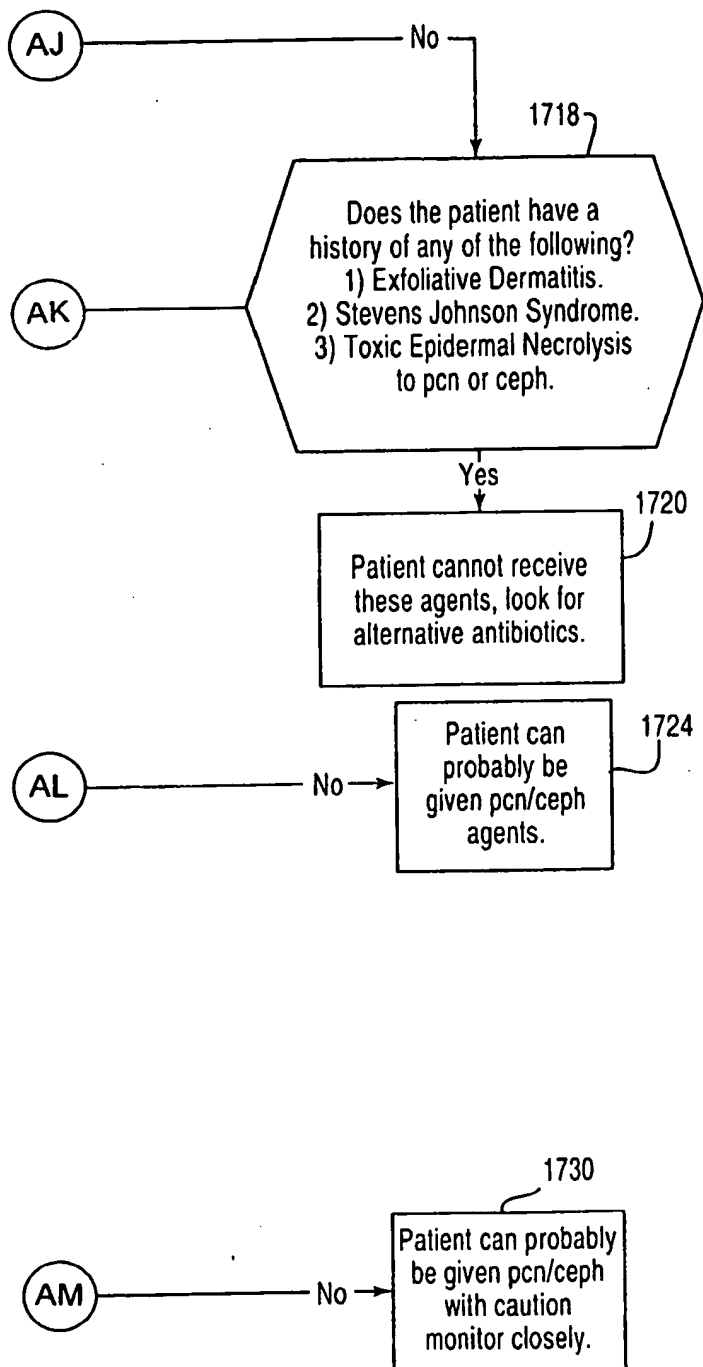 AJ
No
1718
Does the patient have a
history of any of the following?
1) Exfoliative Dermatitis.
2) Stevens Johnson Syndrome.
3) Toxic Epidermal Necrolysis
to pcn or ceph.
AK
Yes
1720
Patient cannot receive
these agents, look for
alternative antibiotics.
1724
Patient can
probably be
given pcn/ceph
agents.
AL
No
1730
Patient can probably
be given pcn/ceph
with caution
monitor closely.
AM
No